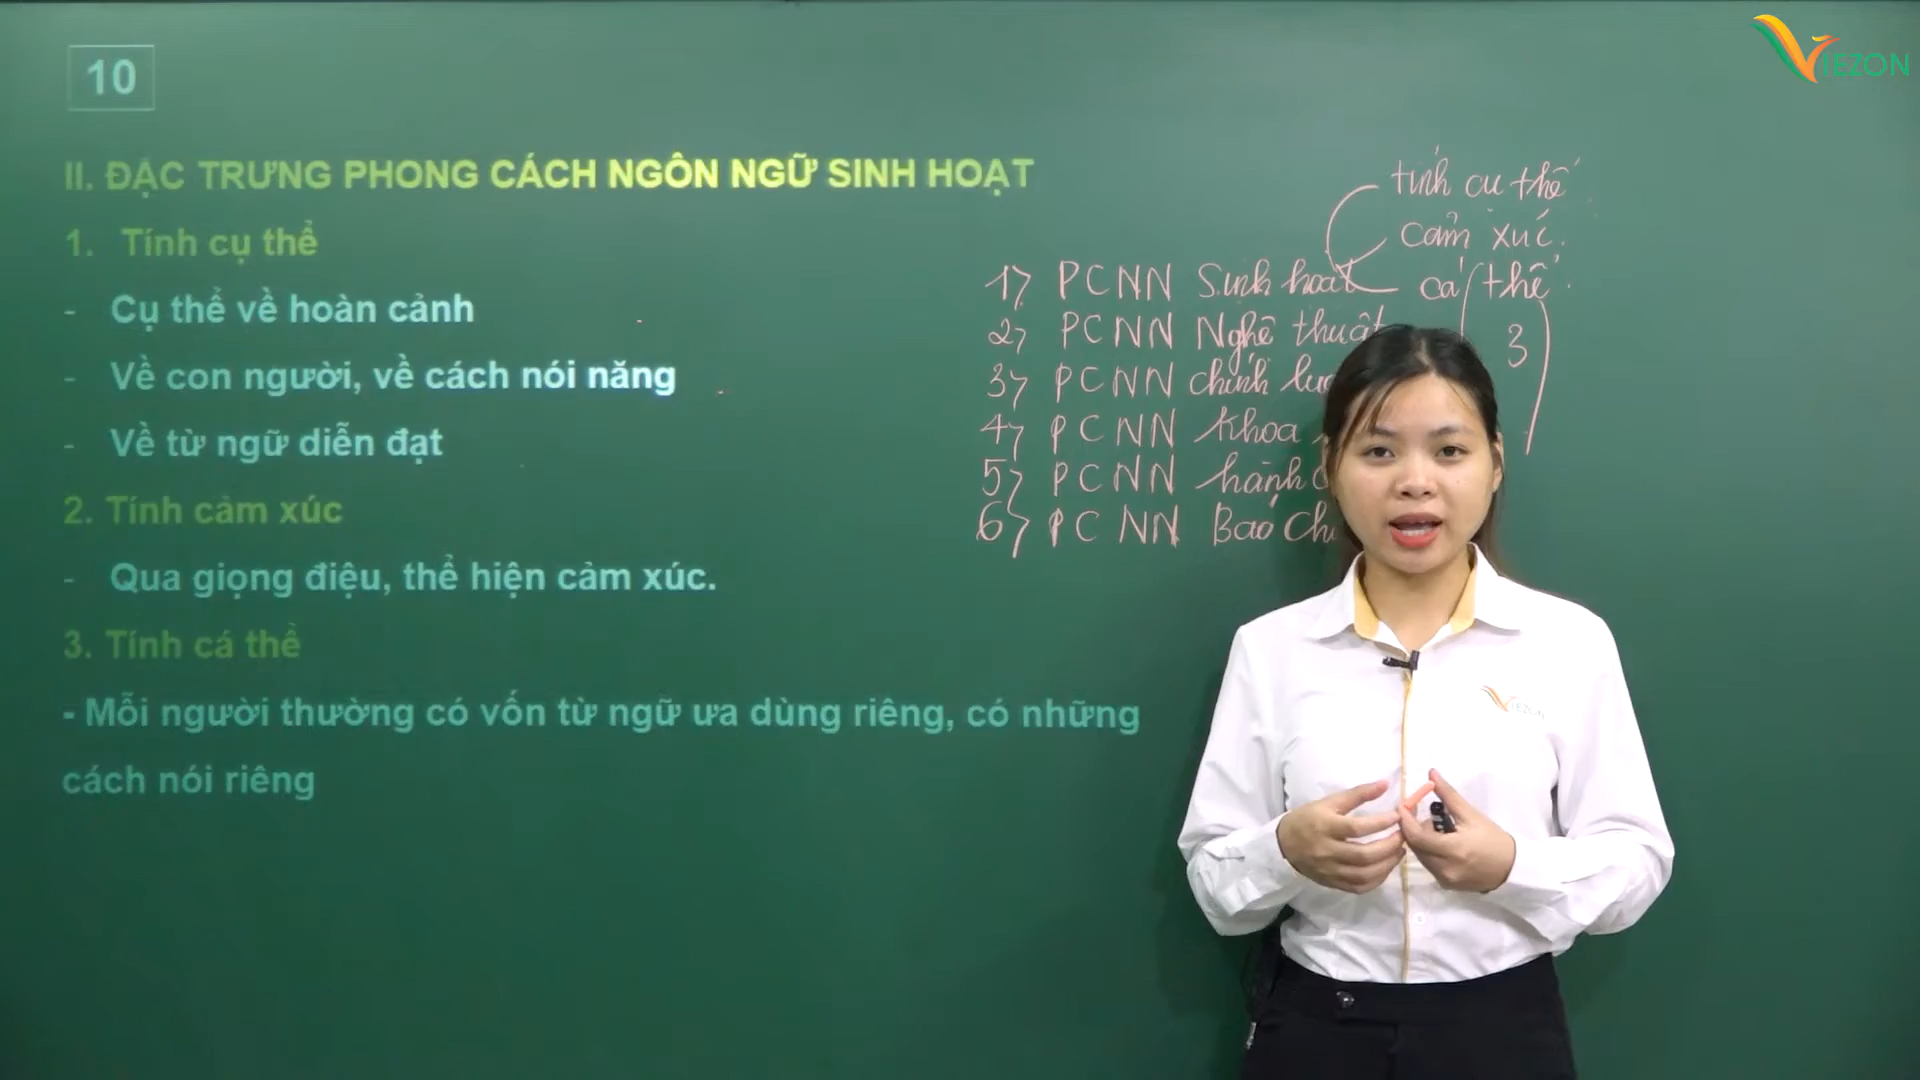 VIEZON
10
II. ĐẶC TRƯNG PHONG CÁCH NGÔN NGỮ SINH HOẠT
1. Tính cụ thể
- Cụ thể về hoàn cảnh
- Về con người, về cách nói năng
- Về từ ngữ diễn đạt
2. Tính cảm xúc
- Qua giọng điệu, thể hiện cảm xúc.
3. Tính cá thể
- Mỗi người thường có vốn từ ngữ ưa dùng riêng, có những
cách nói riêng
tính cụ thể
cảm xúc.
1) PCNN Sinh hoạt cá thể.
2) PCNN Nghệ thuật
3
3) PCNN chính
4) PCNN Khoa
5) PCNN hành
6) PCNN Báo
VIEZON